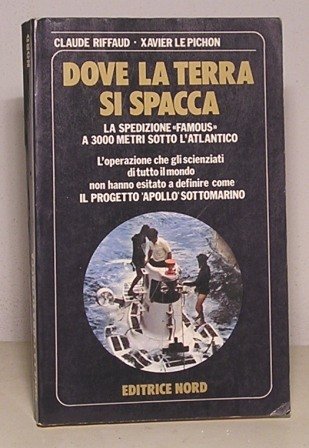 CLAUDE RIFFAUD - XAVIER LE PICHON
DOVE LA TERRA
SI SPACCA
LA SPEDIZIONE «FAMOUS»
A 3000 METRI SOTTO L'ATLANTICO
L'operazione che gli scienziati
di tutto il mondo
non hanno esitato a definire come
IL PROGETTO 'APOLLO' SOTTOMARINO
EDITRICE NORD